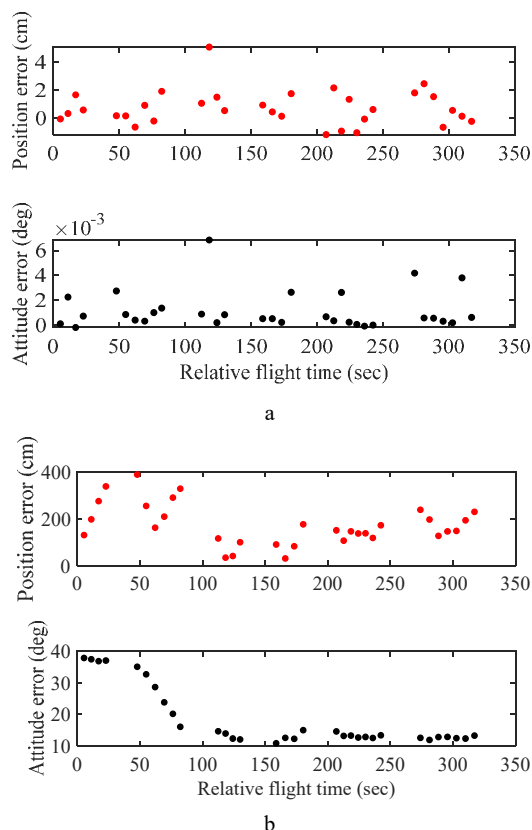 Position error (cm)
4
2
0
0 50 100 150 200 250 300 350
×10⁻³
Attitude error (deg)
6
4
2
0
0 50 100 150 200 250 300 350
Relative flight time (sec)
a
Position error (cm)
400
200
0
0 50 100 150 200 250 300 350
Attitude error (deg)
40
30
20
10
0 50 100 150 200 250 300 350
Relative flight time (sec)
b